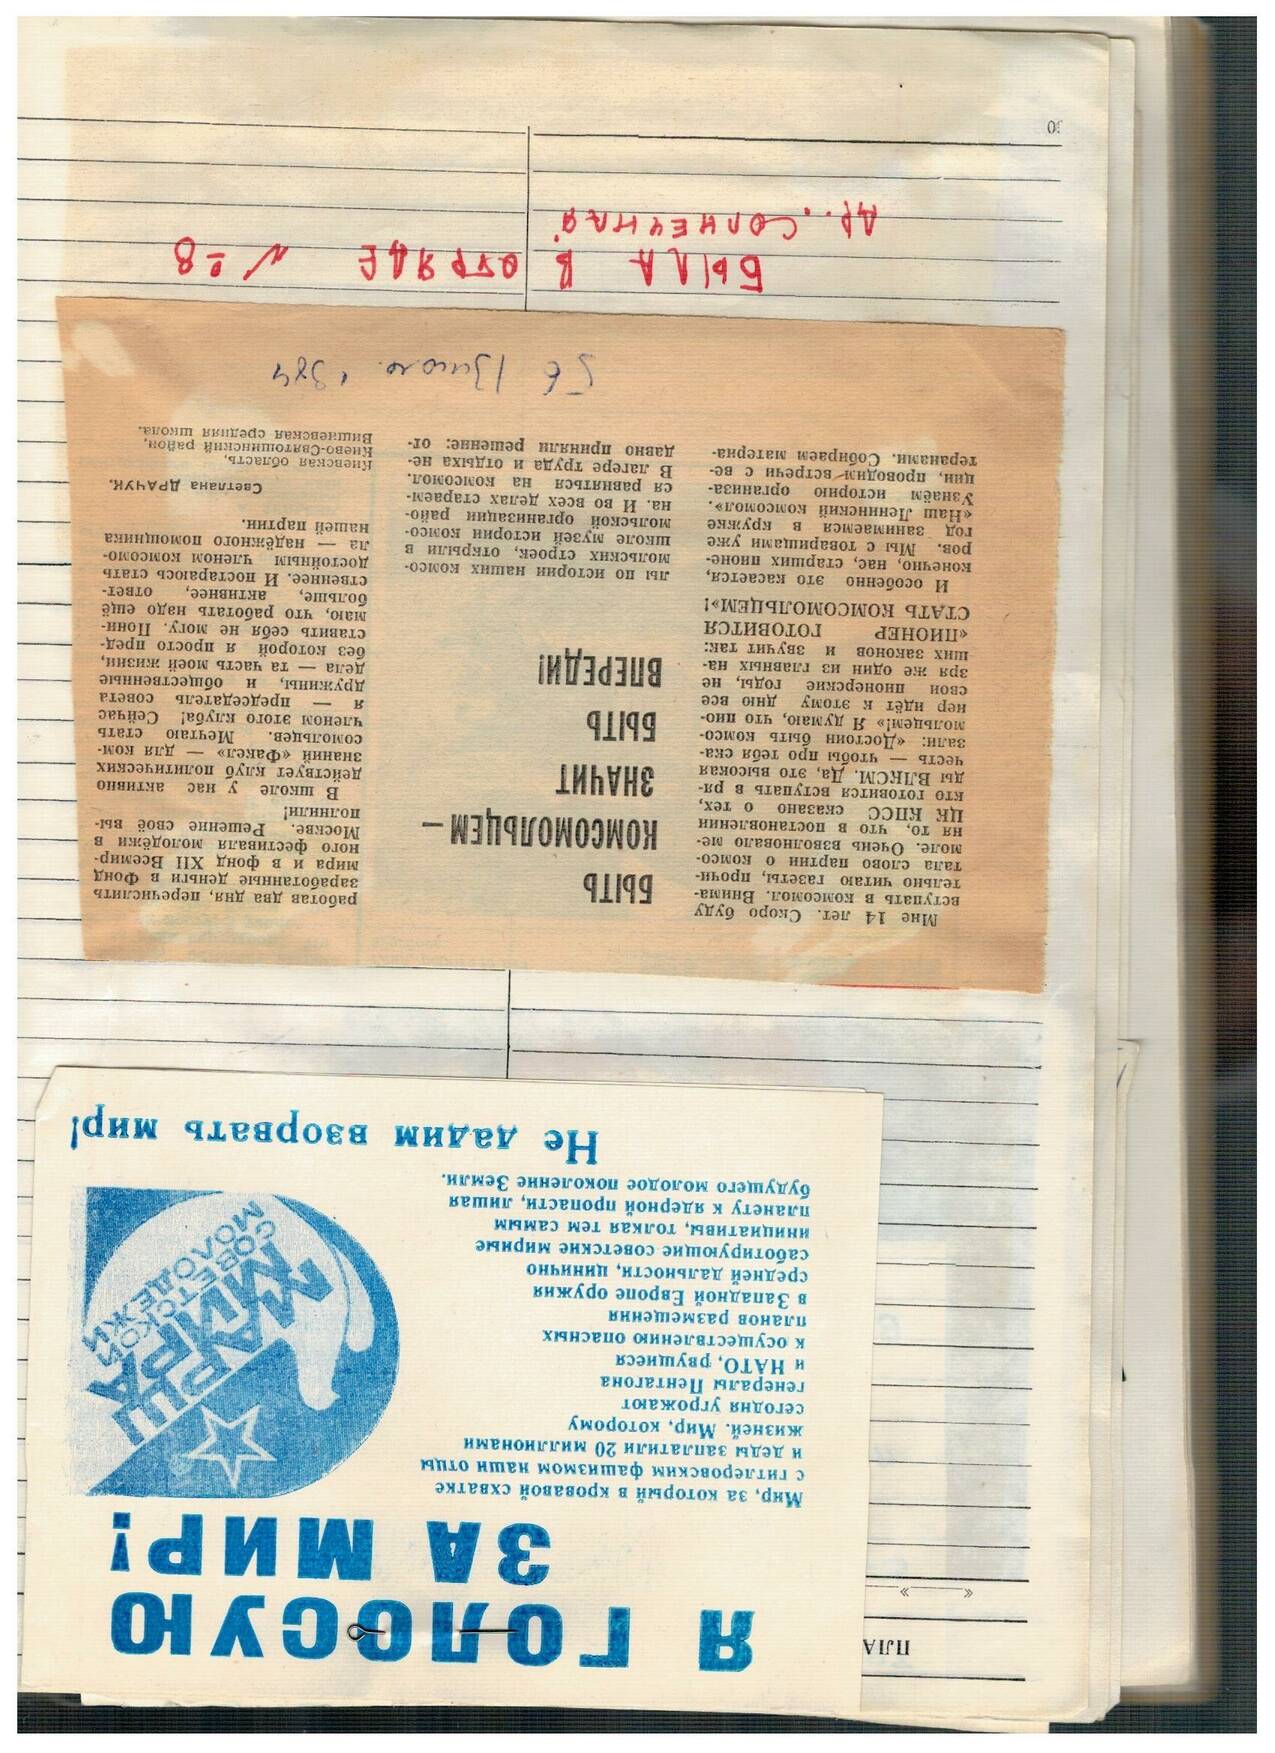 ПЛА
«    »
Я ГОЛОСУЮ
ЗА МИР!
Мир, за который в кровавой схватке
с гитлеровским фашизмом наши отцы
и деды заплатили 20 миллионами
жизней. Мир, которому
сегодня угрожают
генералы Пентагона
и НАТО, рвущиеся
к осуществлению опасных
планов размещения
в Западной Европе оружия
средней дальности, цинично
саботирующие советские мирные
инициативы, толкая тем самым
планету к ядерной пропасти, лишая
будущего молодое поколение Земли.
МАРШ
МИРА
СОВЕТСКОЙ
МОЛОДЕЖИ
Не дадим взорвать мир!
БЫТЬ
КОМСОМОЛЬЦЕМ —
ЗНАЧИТ
БЫТЬ
ВПЕРЕДИ!
Мне 14 лет. Скоро буду
вступать в комсомол. Внима-
тельно читаю газеты, прочи-
тала слово партии о комсо-
моле. Очень взволновало ме-
ня то, что в постановлении
ЦК КПСС сказано о тех,
кто готовится вступать в ря-
ды ВЛКСМ. Да, это высокая
честь — чтобы про тебя ска-
зали: «Достоин быть комсо-
мольцем!» Я думаю, что пио-
нер идёт к этому дню все
свои пионерские годы, не
зря же один из главных на-
ших законов и звучит так:
«ПИОНЕР ГОТОВИТСЯ
СТАТЬ КОМСОМОЛЬЦЕМ»!
И особенно это касается,
конечно, нас, старших пионе-
ров. Мы с товарищами уже
год занимаемся в кружке
«Наш Ленинский комсомол».
Узнаём историю организа-
ции, проводим встречи с ве-
теранами. Собираем материа-
лы по истории наших комсо-
мольских строек, открыли в
школе музей истории комсо-
мольской организации райо-
на. И во всех делах стараем-
ся равняться на комсомол.
В лагере труда и отдыха не-
давно приняли решение: от-
работав два дня, перечислить
заработанные деньги в Фонд
мира и в фонд XII Всемир-
ного фестиваля молодёжи в
Москве. Решение своё вы-
полнили!
В школе у нас активно
действует клуб политических
знаний «Факел» — для ком-
сомольцев. Мечтаю стать
членом этого клуба! Сейчас
я — председатель совета
дружины, и общественные
дела — та часть моей жизни,
без которой я просто пред-
ставить себя не могу. Пони-
маю, что работать надо ещё
больше, активнее, ответ-
ственнее. И постараюсь стать
достойным членом комсомо-
ла — надёжного помощника
нашей партии.
Светлана ДРАЧУК.
Киевская область,
Киево-Святошинский район,
Вишневская средняя школа.
БЫЛА В ОТРЯДЕ № 8
ДР. „СОЛНЕЧНАЯ"